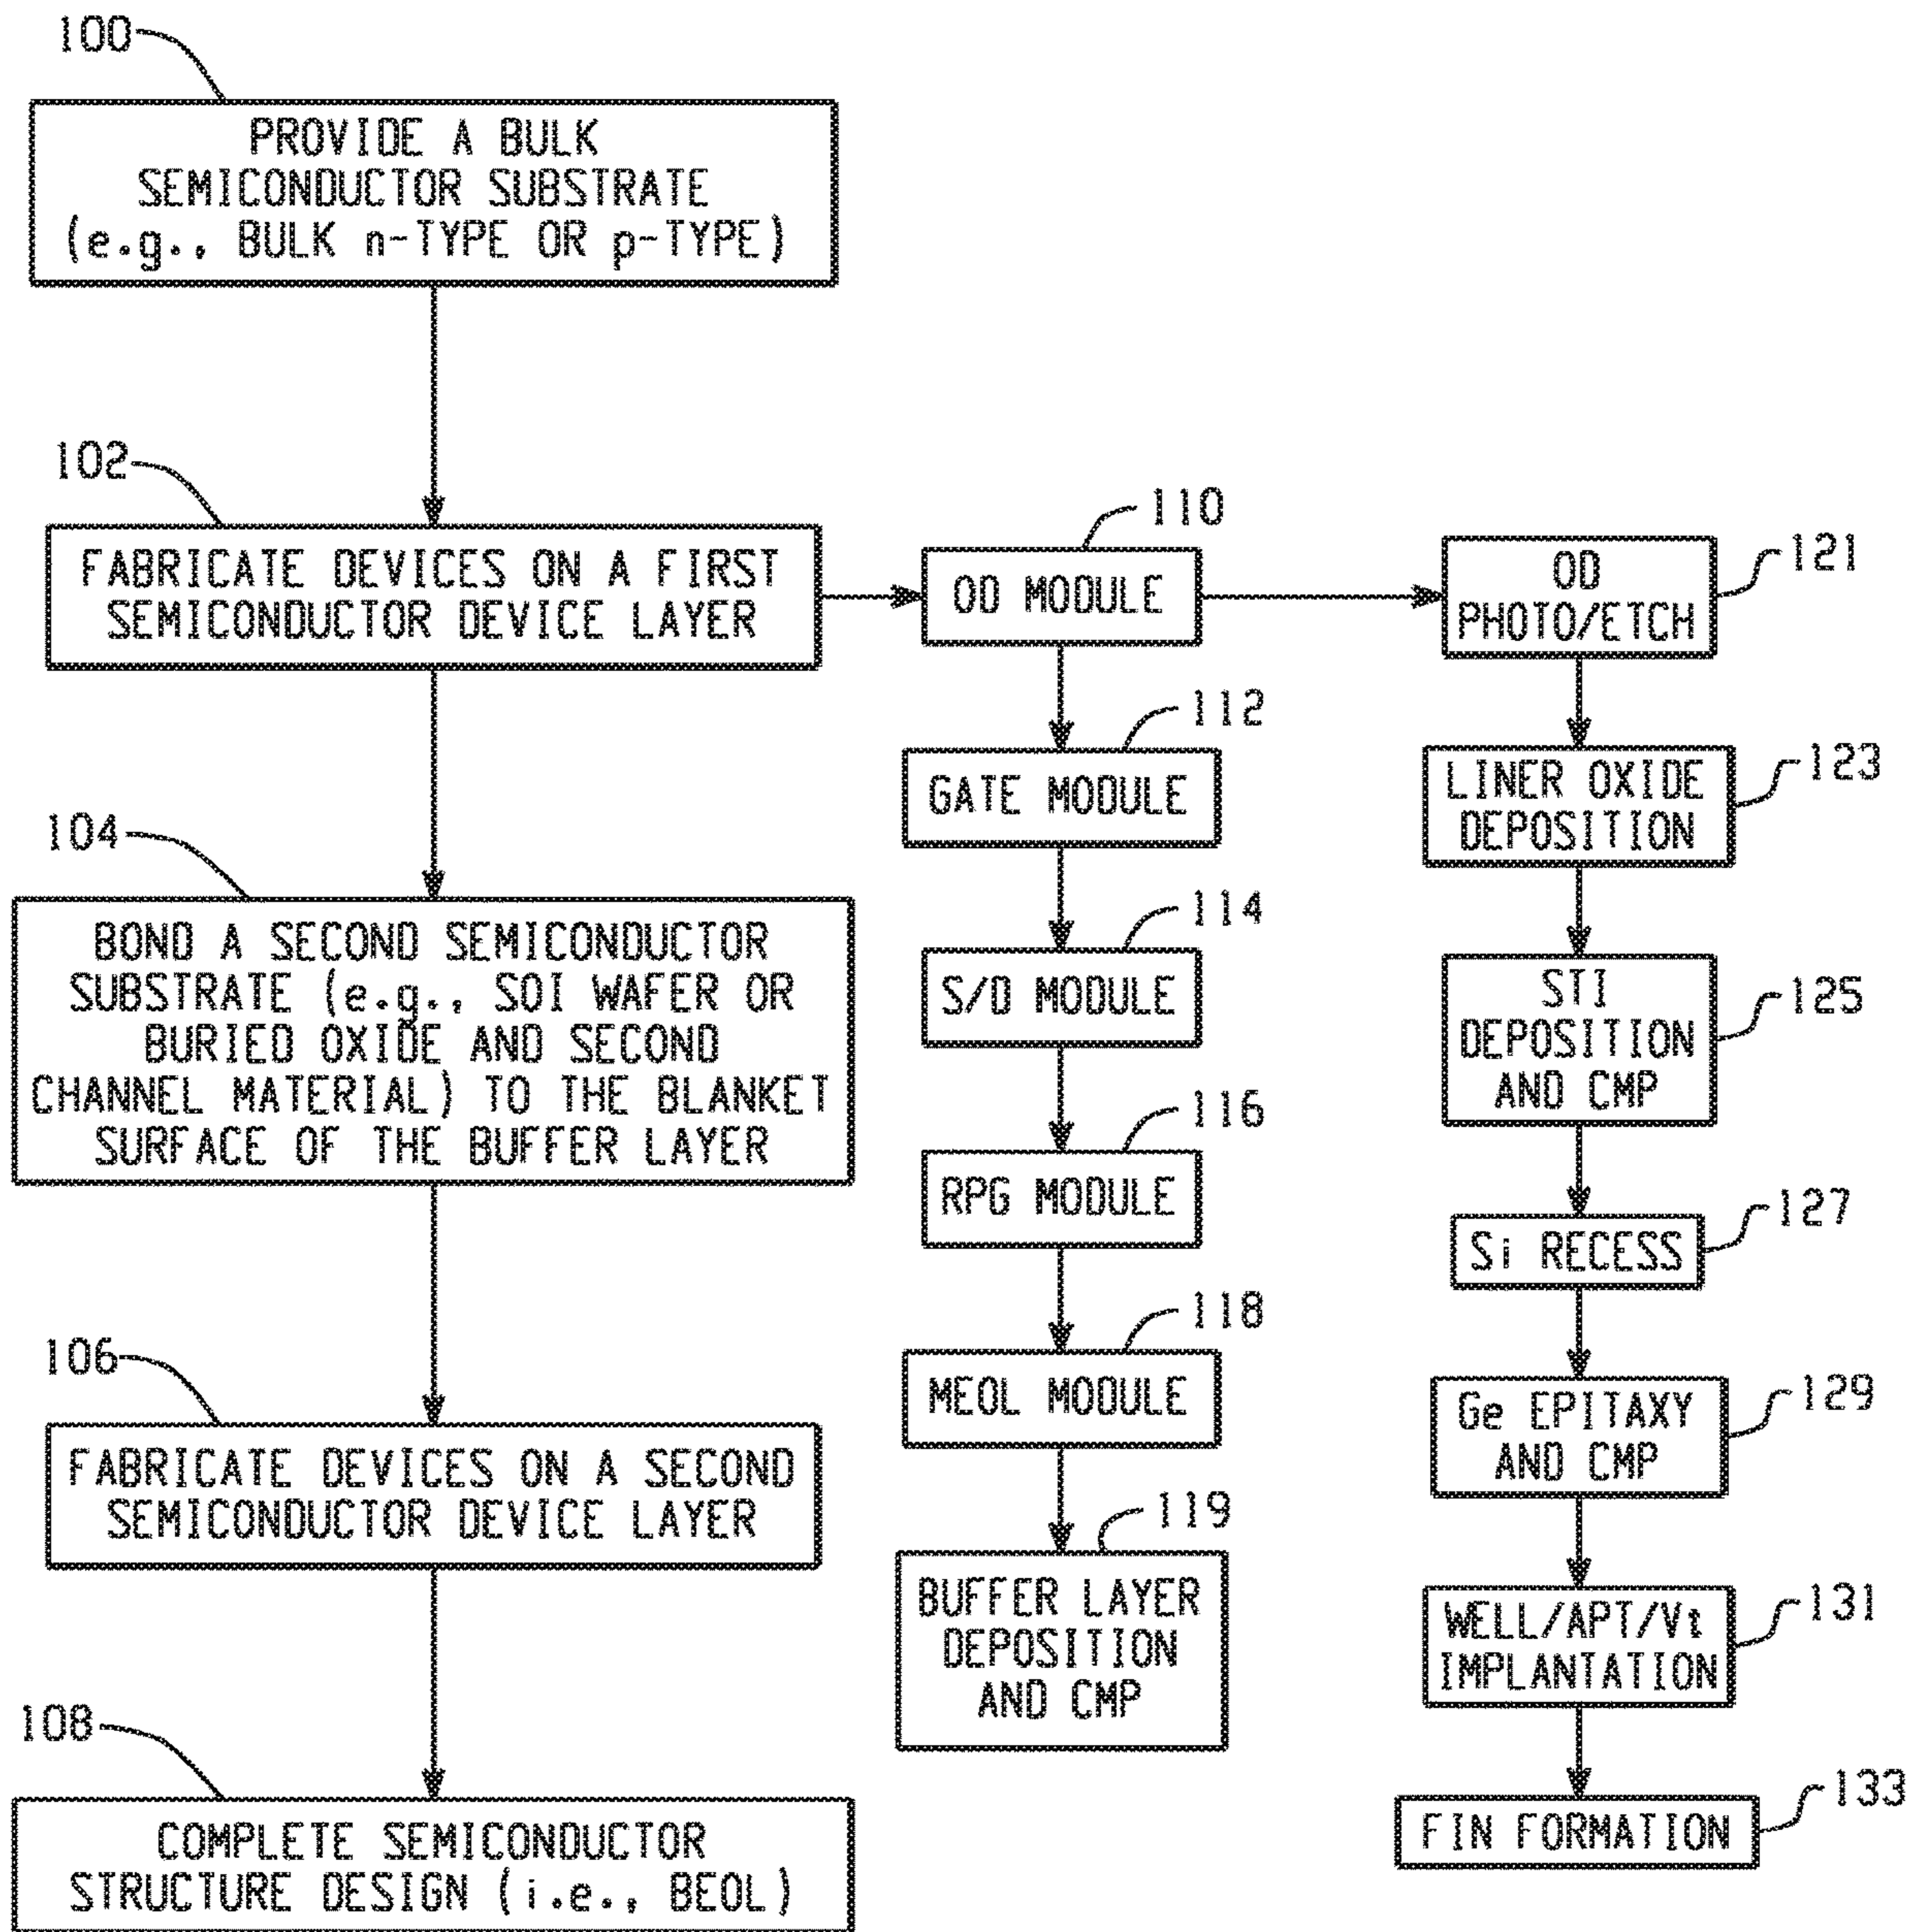 100
PROVIDE A BULK
SEMICONDUCTOR SUBSTRATE
(e.g., BULK n-TYPE OR p-TYPE)
102
FABRICATE DEVICES ON A FIRST
SEMICONDUCTOR DEVICE LAYER
104
BOND A SECOND SEMICONDUCTOR
SUBSTRATE (e.g., SOI WAFER OR
BURIED OXIDE AND SECOND
CHANNEL MATERIAL) TO THE BLANKET
SURFACE OF THE BUFFER LAYER
106
FABRICATE DEVICES ON A SECOND
SEMICONDUCTOR DEVICE LAYER
108
COMPLETE SEMICONDUCTOR
STRUCTURE DESIGN (i.e., BEOL)
110
OD MODULE
112
GATE MODULE
114
S/D MODULE
116
RPG MODULE
118
MEOL MODULE
119
BUFFER LAYER
DEPOSITION
AND CMP
121
OD
PHOTO/ETCH
123
LINER OXIDE
DEPOSITION
125
STI
DEPOSITION
AND CMP
127
Si RECESS
129
Ge EPITAXY
AND CMP
131
WELL/APT/Vt
IMPLANTATION
133
FIN FORMATION